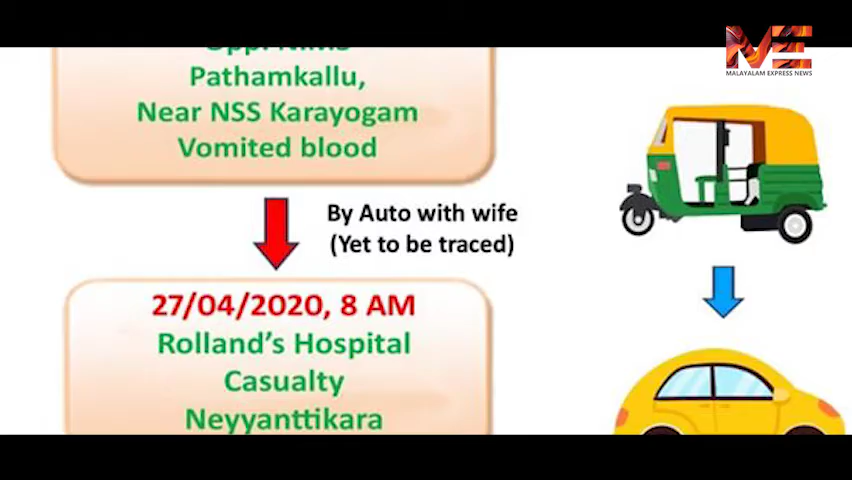 MALAYALAM EXPRESS NEWS
Pathamkallu,
Near NSS Karayogam
Vomited blood
By Auto with wife
(Yet to be traced)
27/04/2020, 8 AM
Rolland's Hospital
Casualty
Neyyanttikara